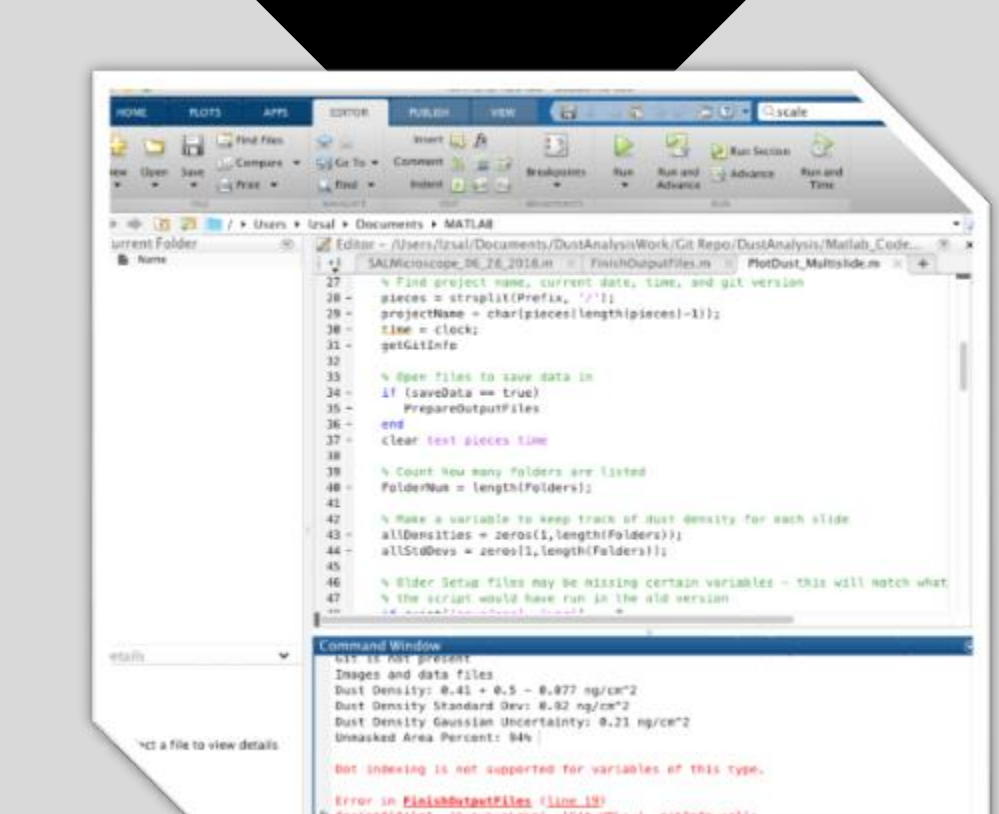 HOME PLOTS APPS EDITOR PUBLISH VIEW scale
Find Files Insert fx
Open Save Compare Go To Comment Breakpoints Run Run and Advance Run Section Advance Run and Time
Print Find Indent
/ ▸ Users ▸ lzsal ▸ Documents ▸ MATLAB
urrent Folder
Name
Editor - /Users/lzsal/Documents/DustAnalysisWork/Git Repo/DustAnalysis/Matlab_Code...
SALMicroscope_06_28_2018.m FinishOutputFiles.m PlotDust_Multislide.m +
27 % Find project name, current date, time, and git version
28 - pieces = strsplit(Prefix, '/');
29 - projectName = char(pieces(length(pieces)-1));
30 - time = clock;
31 - getGitInfo
32
33 % Open files to save data in
34 - if (saveData == true)
35 - PrepareOutputFiles
36 - end
37 - clear text pieces time
38
39 % Count how many folders are listed
40 - FolderNum = length(Folders);
41
42 % Make a variable to keep track of dust density for each slide
43 - allDensities = zeros(1,length(Folders));
44 - allStdDevs = zeros(1,length(Folders));
45
46 % Older Setup files may be missing certain variables - this will match what
47 % the script would have run in the old version
etails
ect a file to view details
Command Window
Git is not present
Images and data files
Dust Density: 0.41 + 0.5 - 0.077 ng/cm^2
Dust Density Standard Dev: 0.02 ng/cm^2
Dust Density Gaussian Uncertainty: 0.21 ng/cm^2
Unmasked Area Percent: 94%
Dot indexing is not supported for variables of this type.
Error in FinishOutputFiles (line 19)